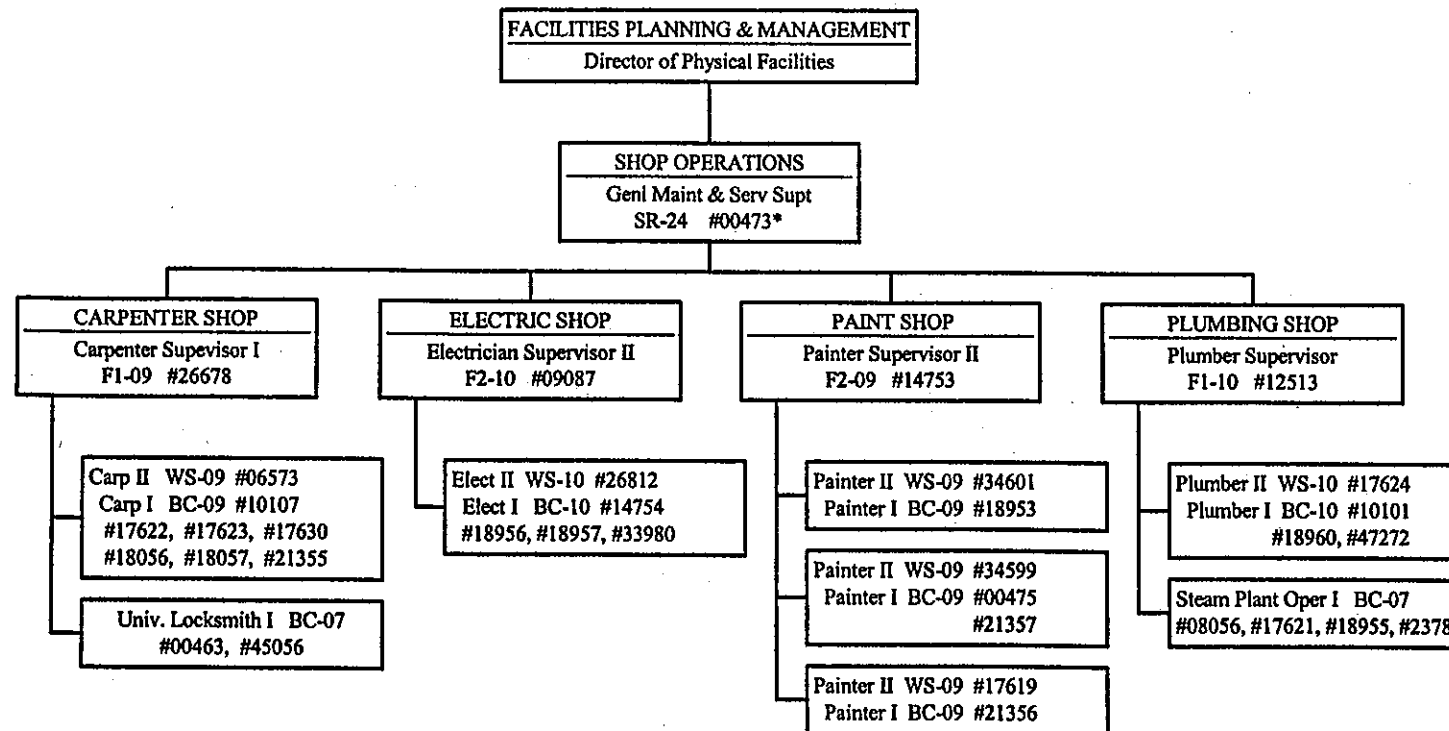 FACILITIES PLANNING & MANAGEMENT
Director of Physical Facilities
SHOP OPERATIONS
Genl Maint & Serv Supt
SR-24 #00473*
CARPENTER SHOP
Carpenter Supevisor I
F1-09 #26678
Carp II WS-09 #06573
Carp I BC-09 #10107
#17622, #17623, #17630
#18056, #18057, #21355
Univ. Locksmith I BC-07
#00463, #45056
ELECTRIC SHOP
Electrician Supervisor II
F2-10 #09087
Elect II WS-10 #26812
Elect I BC-10 #14754
#18956, #18957, #33980
PAINT SHOP
Painter Supervisor II
F2-09 #14753
Painter II WS-09 #34601
Painter I BC-09 #18953
Painter II WS-09 #34599
Painter I BC-09 #00475
#21357
Painter II WS-09 #17619
Painter I BC-09 #21356
PLUMBING SHOP
Plumber Supervisor
F1-10 #12513
Plumber II WS-10 #17624
Plumber I BC-10 #10101
#18960, #47272
Steam Plant Oper I BC-07
#08056, #17621, #18955, #2378